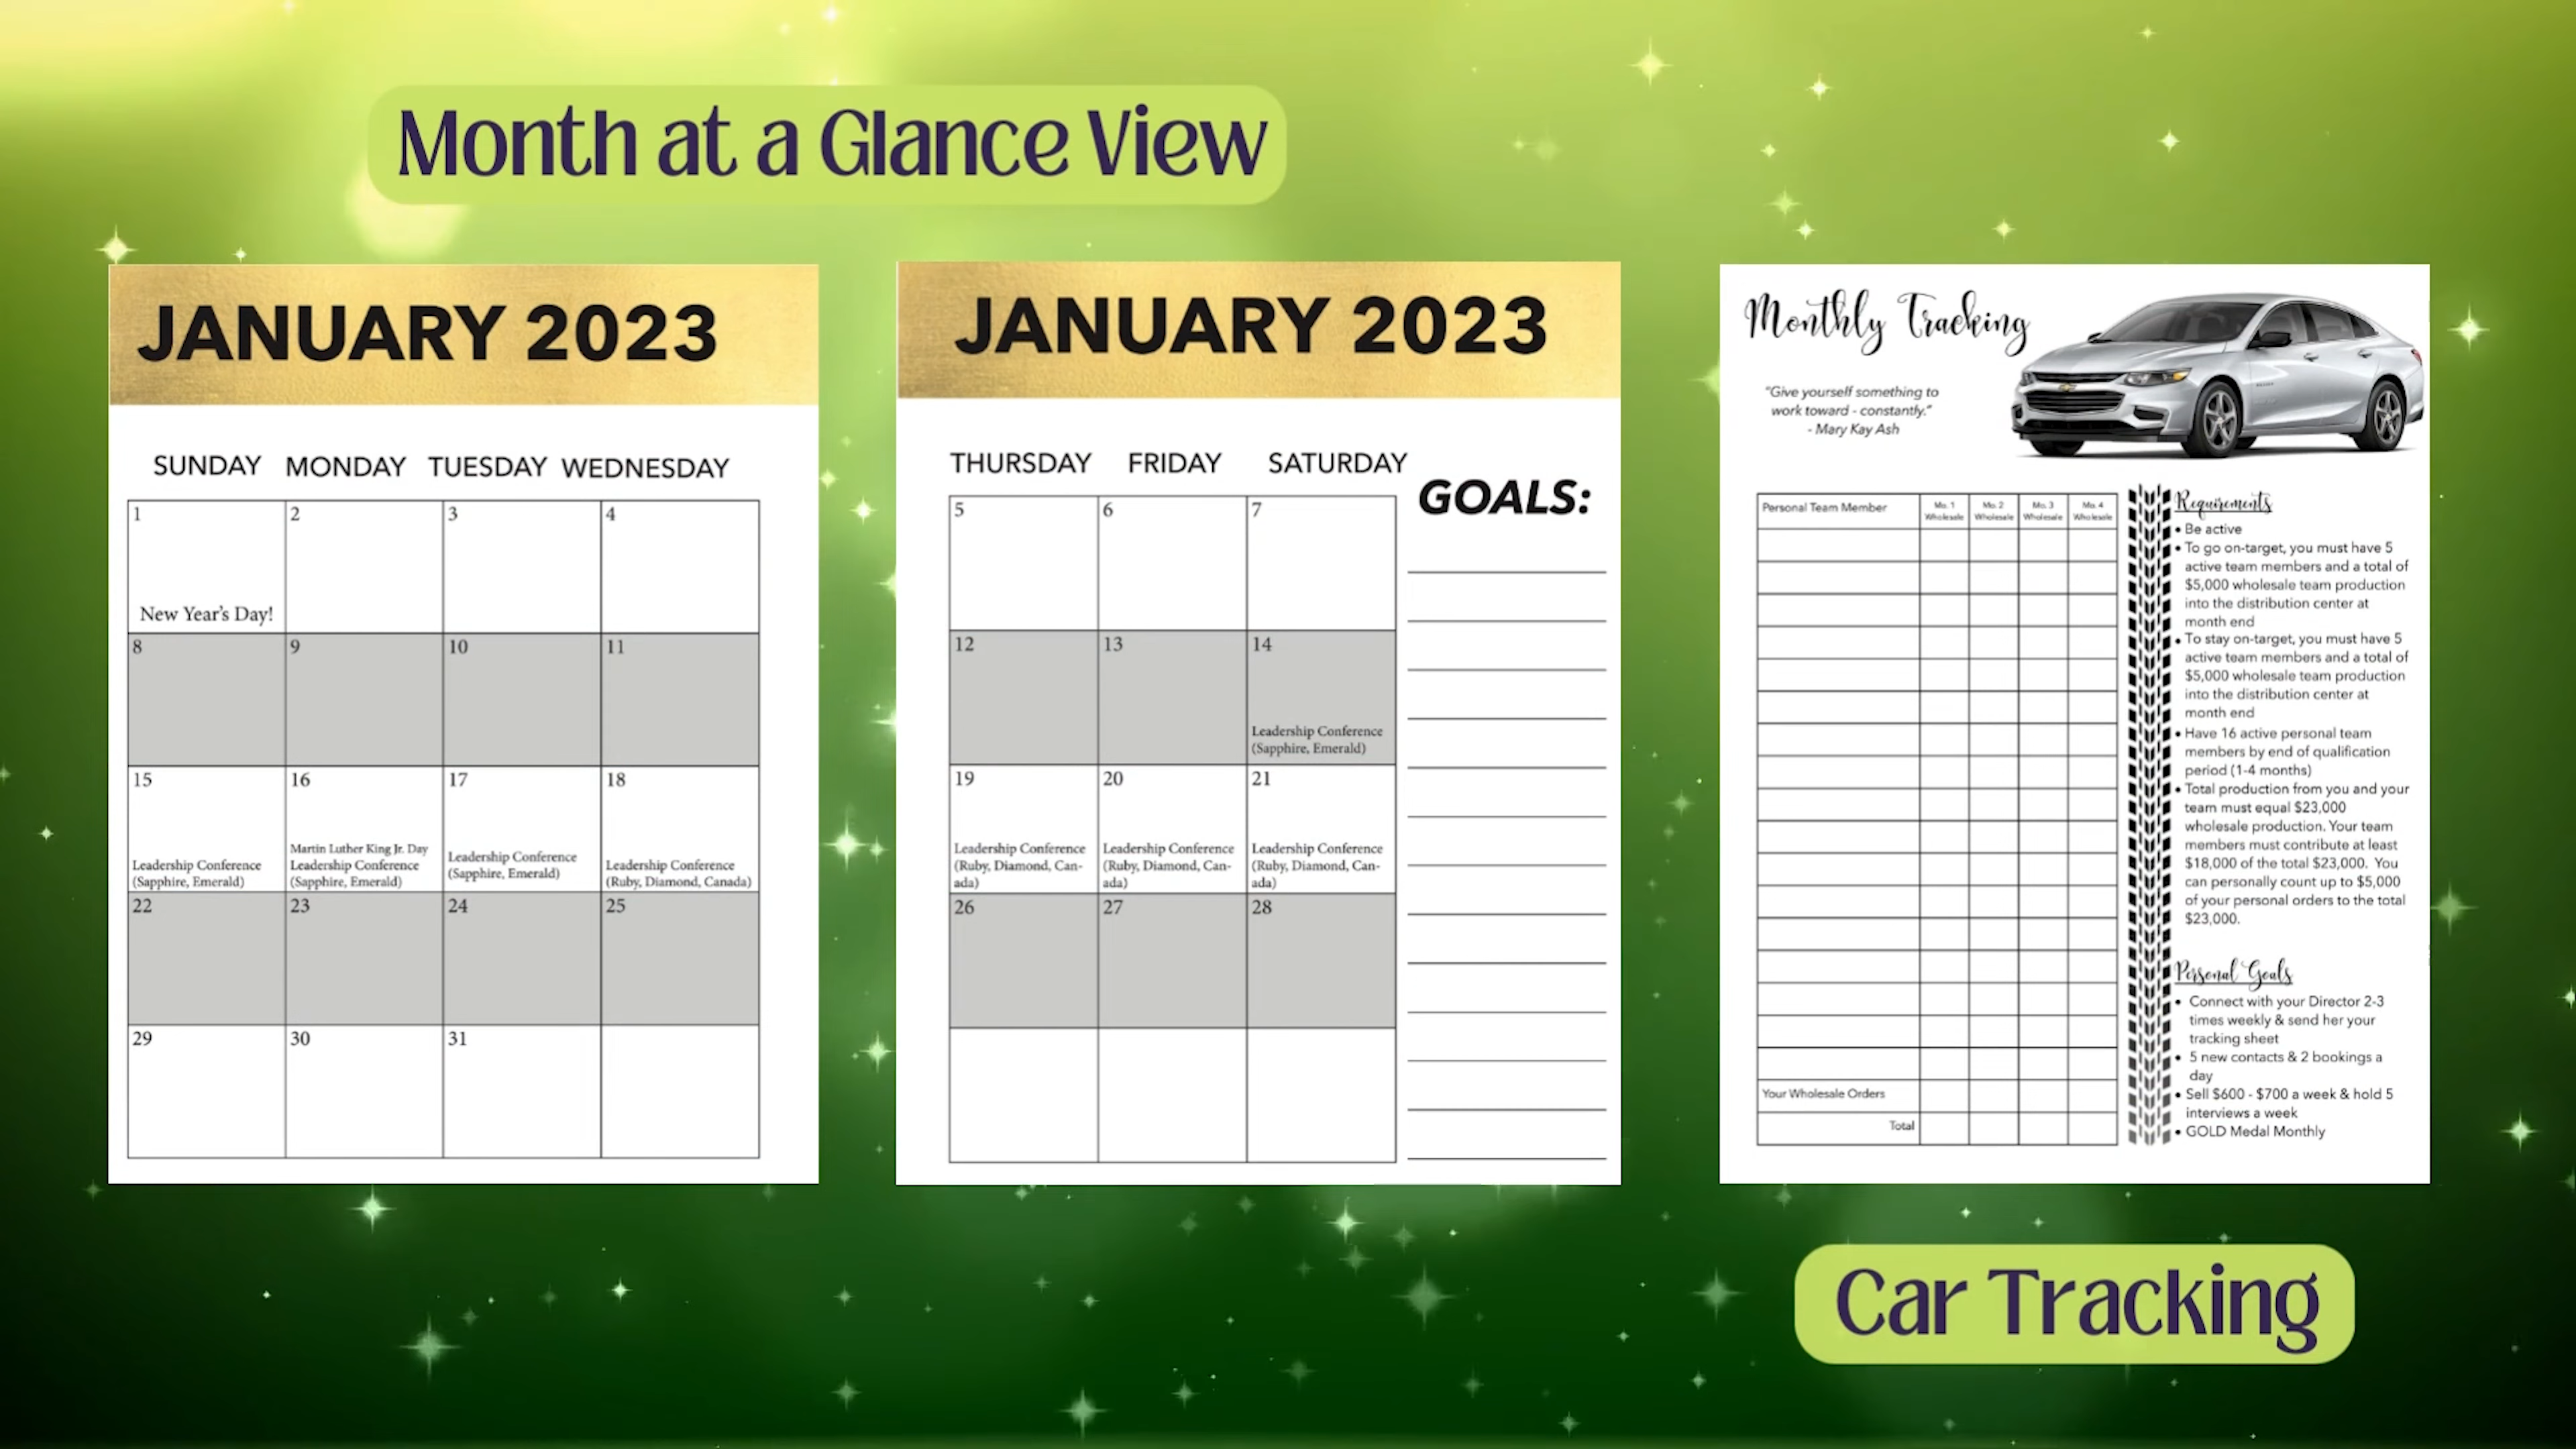 Month at a Glance View
JANUARY 2023
SUNDAY MONDAY TUESDAY WEDNESDAY
1 2 3 4
New Year's Day!
8 9 10 11
15 16 17 18
Martin Luther King Jr. Day
Leadership Conference Leadership Conference Leadership Conference Leadership Conference
(Sapphire, Emerald) (Sapphire, Emerald) (Sapphire, Emerald) (Ruby, Diamond, Canada)
22 23 24 25
29 30 31
JANUARY 2023
THURSDAY FRIDAY SATURDAY
GOALS:
5 6 7
12 13 14
Leadership Conference
(Sapphire, Emerald)
19 20 21
Leadership Conference Leadership Conference Leadership Conference
(Ruby, Diamond, Can- (Ruby, Diamond, Can- (Ruby, Diamond, Can-
ada) ada) ada)
26 27 28
Monthly Tracking
"Give yourself something to
work toward - constantly."
- Mary Kay Ash
Personal Team Member Mo. 1 Mo. 2 Mo. 3 Mo. 4
Wholesale Wholesale Wholesale Wholesale
Your Wholesale Orders
Total
Requirements
• Be active
• To go on-target, you must have 5
active team members and a total of
$5,000 wholesale team production
into the distribution center at
month end
• To stay on-target, you must have 5
active team members and a total of
$5,000 wholesale team production
into the distribution center at
month end
• Have 16 active personal team
members by end of qualification
period (1-4 months)
• Total production from you and your
team must equal $23,000
wholesale production. Your team
members must contribute at least
$18,000 of the total $23,000. You
can personally count up to $5,000
of your personal orders to the total
$23,000.
Personal Goals
• Connect with your Director 2-3
times weekly & send her your
tracking sheet
• 5 new contacts & 2 bookings a
day
• Sell $600 - $700 a week & hold 5
interviews a week
• GOLD Medal Monthly
Car Tracking